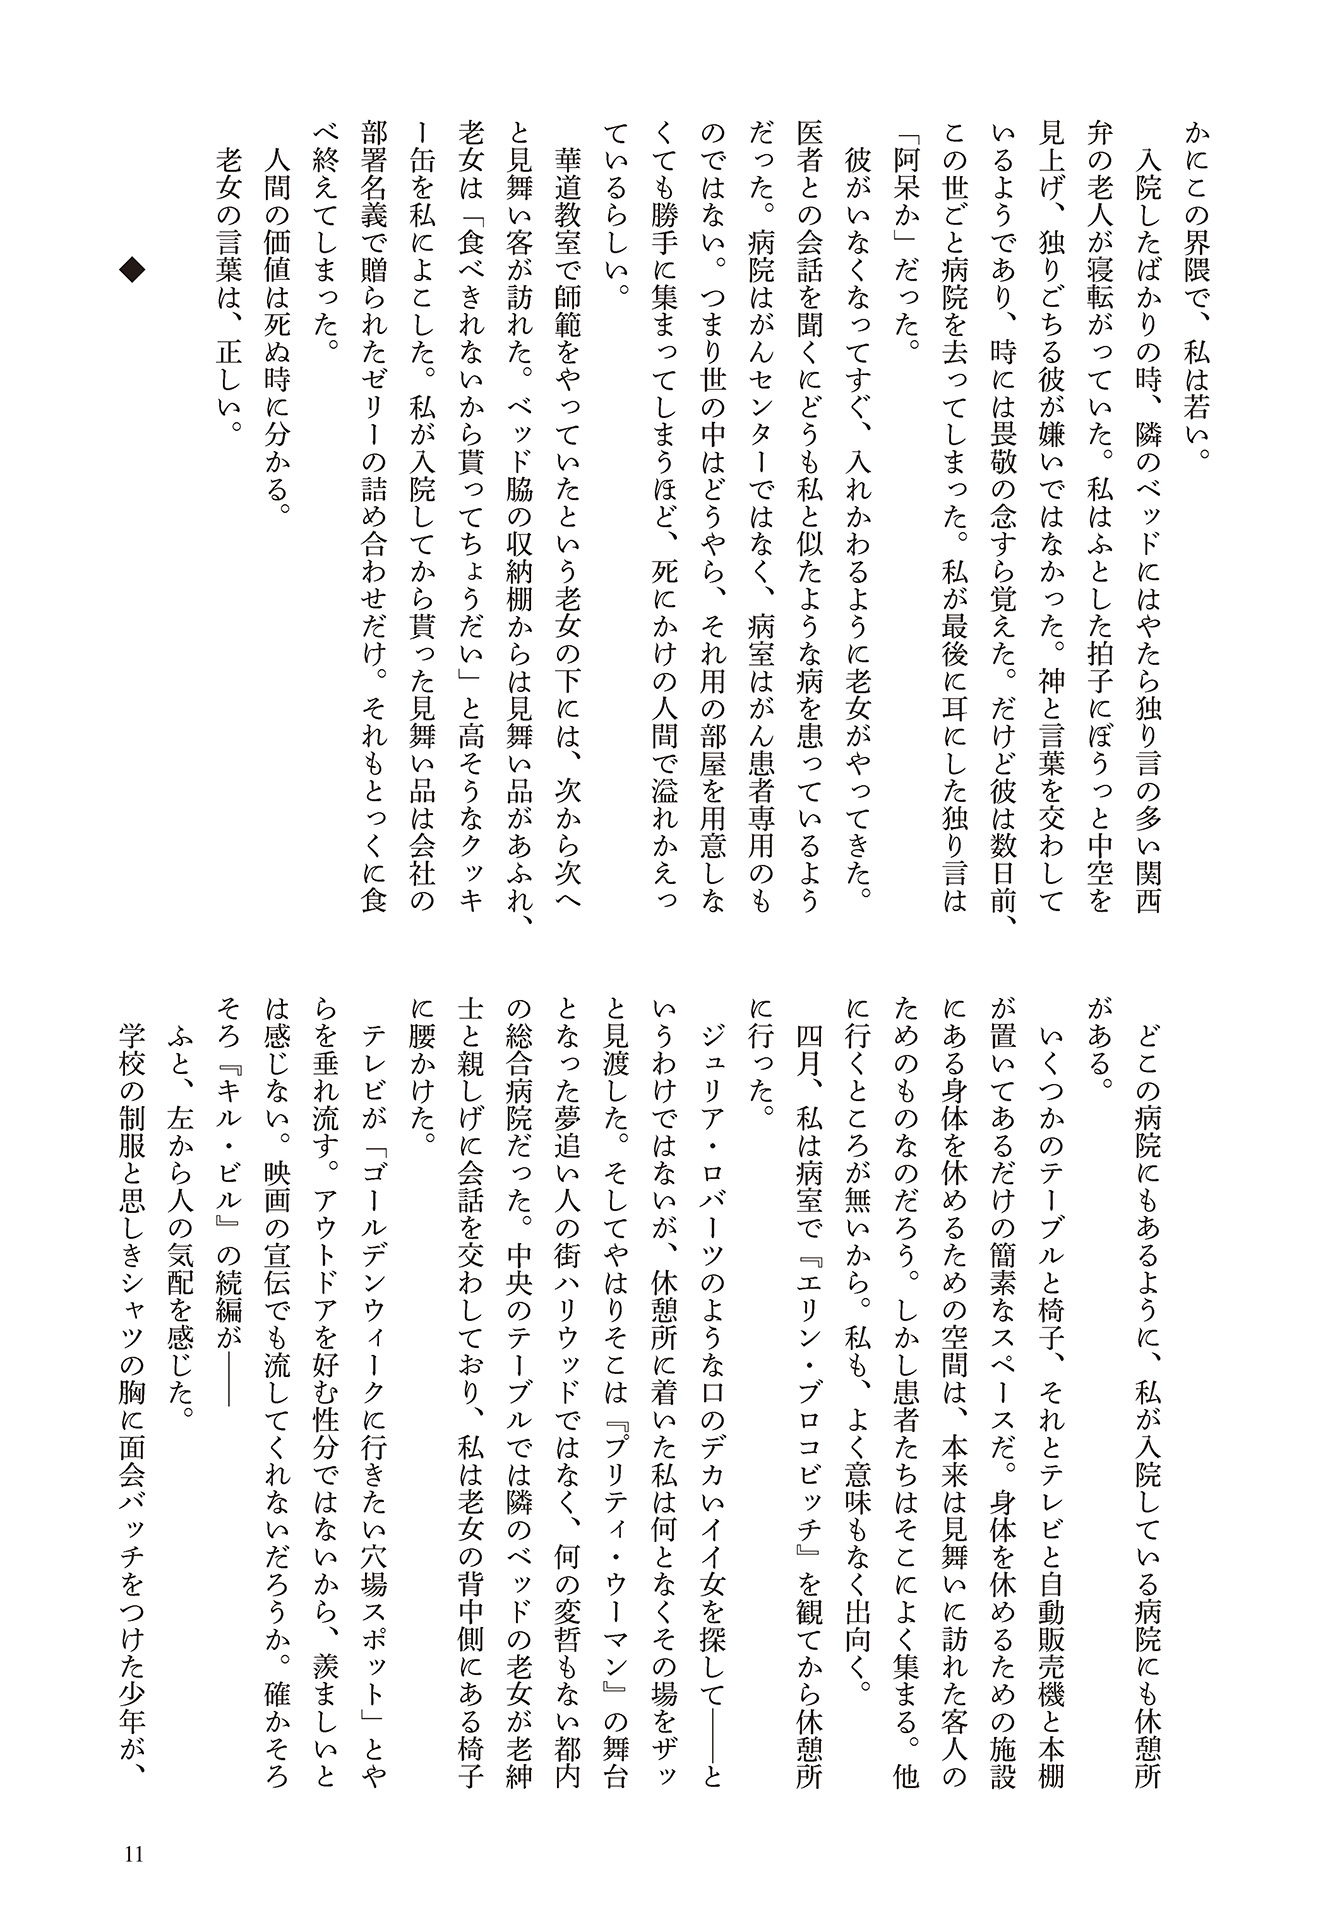 かにこの界隈で、私は若い。
　入院したばかりの時、隣のベッドにはやたら独り言の多い関西
弁の老人が寝転がっていた。私はふとした拍子にぼうっと中空を
見上げ、独りごちる彼が嫌いではなかった。神と言葉を交わして
いるようであり、時には畏敬の念すら覚えた。だけど彼は数日前、
この世ごと病院を去ってしまった。私が最後に耳にした独り言は
「阿呆か」だった。
　彼がいなくなってすぐ、入れかわるように老女がやってきた。
医者との会話を聞くにどうも私と似たような病を患っているよう
だった。病院はがんセンターではなく、病室はがん患者専用のも
のではない。つまり世の中はどうやら、それ用の部屋を用意しな
くても勝手に集まってしまうほど、死にかけの人間で溢れかえっ
ているらしい。
　華道教室で師範をやっていたという老女の下には、次から次へ
と見舞い客が訪れた。ベッド脇の収納棚からは見舞い品があふれ、
老女は「食べきれないから貰ってちょうだい」と高そうなクッキ
ー缶を私によこした。私が入院してから貰った見舞い品は会社の
部署名義で贈られたゼリーの詰め合わせだけ。それもとっくに食
べ終えてしまった。
　人間の価値は死ぬ時に分かる。
　老女の言葉は、正しい。
◆
　どこの病院にもあるように、私が入院している病院にも休憩所
がある。
　いくつかのテーブルと椅子、それとテレビと自動販売機と本棚
が置いてあるだけの簡素なスペースだ。身体を休めるための施設
にある身体を休めるための空間は、本来は見舞いに訪れた客人の
ためのものなのだろう。しかし患者たちはそこによく集まる。他
に行くところが無いから。私も、よく意味もなく出向く。
　四月、私は病室で『エリン・ブロコビッチ』を観てから休憩所
に行った。
　ジュリア・ロバーツのような口のデカいイイ女を探して――と
いうわけではないが、休憩所に着いた私は何となくその場をザッ
と見渡した。そしてやはりそこは『プリティ・ウーマン』の舞台
となった夢追い人の街ハリウッドではなく、何の変哲もない都内
の総合病院だった。中央のテーブルでは隣のベッドの老女が老紳
士と親しげに会話を交わしており、私は老女の背中側にある椅子
に腰かけた。
　テレビが「ゴールデンウィークに行きたい穴場スポット」とや
らを垂れ流す。アウトドアを好む性分ではないから、羨ましいと
は感じない。映画の宣伝でも流してくれないだろうか。確かそろ
そろ『キル・ビル』の続編が――
　ふと、左から人の気配を感じた。
　学校の制服と思しきシャツの胸に面会バッチをつけた少年が、
11